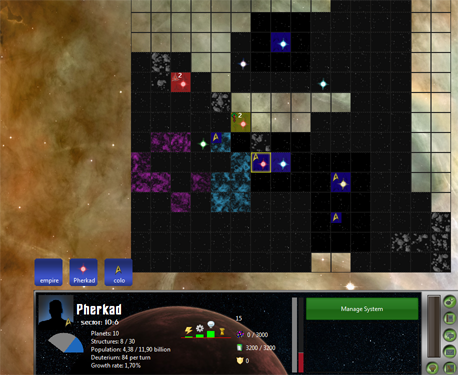 2
2
empire
Pherkad
colo
Pherkad
sector: 10:6
Planets: 10
Structures: 8 / 30
Population: 4,38 / 11,90 billion
Deuterium: 84 per turn
Growth rate: 1,70%
15
0 / 3000
3200 / 3200
0
Manage System